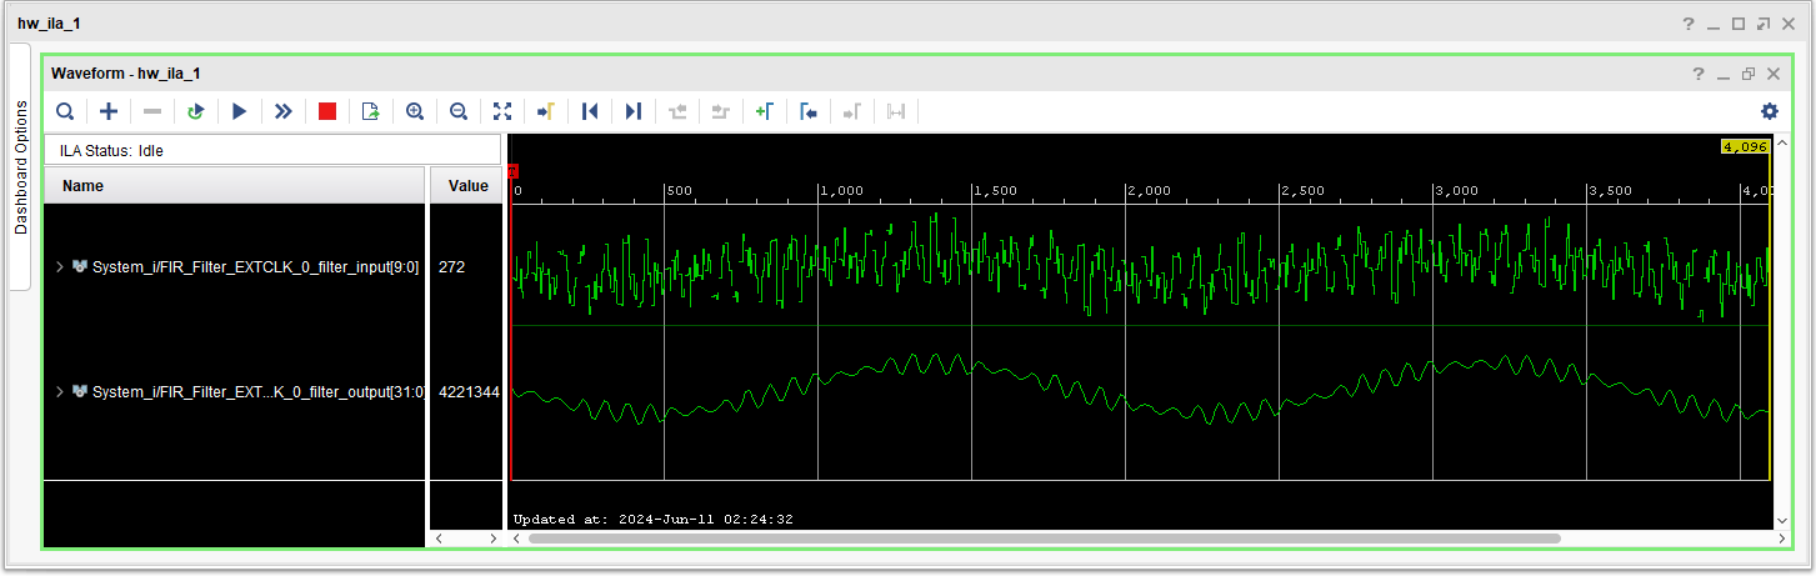 hw_ila_1
Dashboard Options
Waveform - hw_ila_1
ILA Status: Idle
Name Value
4,096
0 500 1,000 1,500 2,000 2,500 3,000 3,500 4,0
System_i/FIR_Filter_EXTCLK_0_filter_input[9:0] 272
System_i/FIR_Filter_EXT...K_0_filter_output[31:0] 4221344
Updated at: 2024-Jun-11 02:24:32